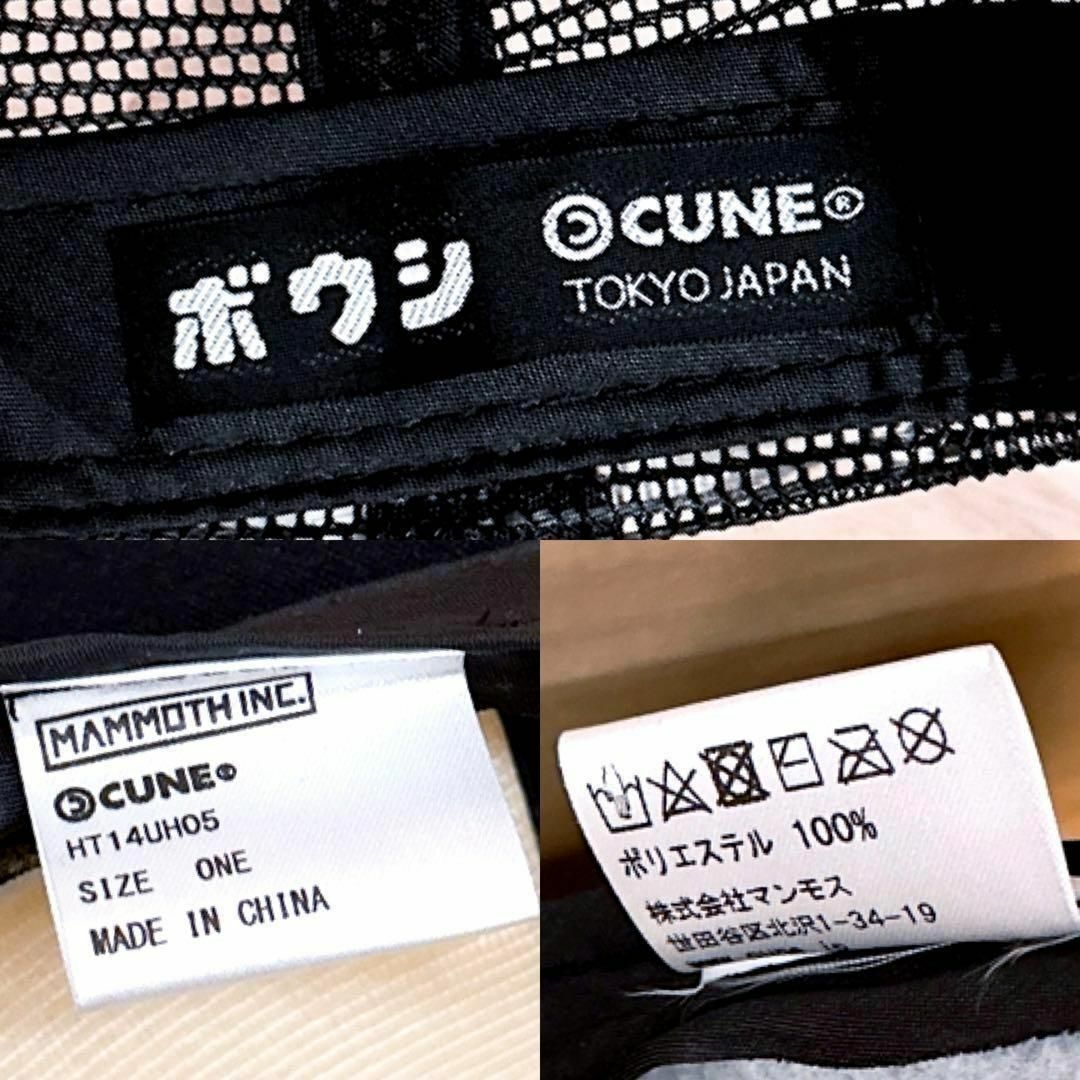 ボウシ
CUNE®
TOKYO JAPAN
MAMMOTH INC.
CUNE®
HT14UH05
SIZE ONE
MADE IN CHINA
ポリエステル 100%
株式会社マンモス
世田谷区北沢1-34-19